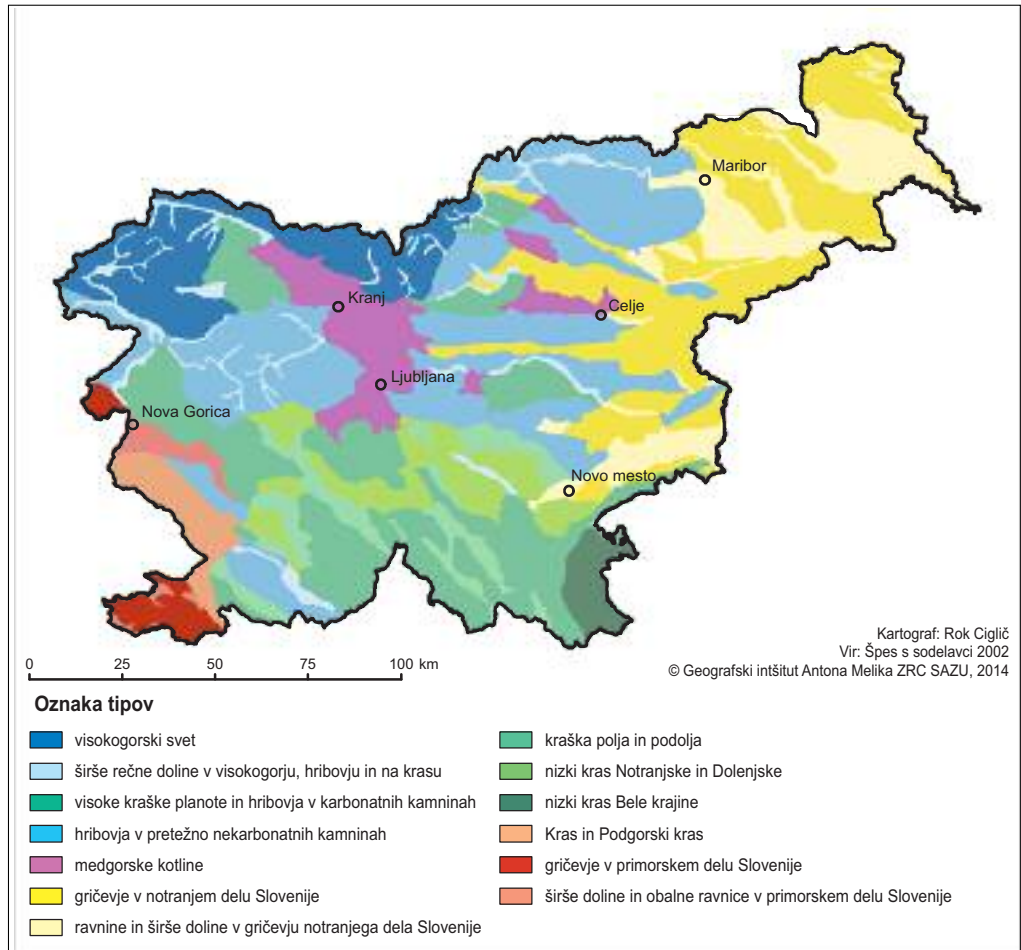 Maribor
Kranj
Celje
Ljubljana
Nova Gorica
Novo mesto
Kartograf: Rok Ciglič
Vir: Špes s sodelavci 2002
© Geografski intšitut Antona Melika ZRC SAZU, 2014
0 25 50 75 100 km
Oznaka tipov
visokogorski svet
širše rečne doline v visokogorju, hribovju in na krasu
visoke kraške planote in hribovja v karbonatnih kamninah
hribovja v pretežno nekarbonatnih kamninah
medgorske kotline
gričevje v notranjem delu Slovenije
ravnine in širše doline v gričevju notranjega dela Slovenije
kraška polja in podolja
nizki kras Notranjske in Dolenjske
nizki kras Bele krajine
Kras in Podgorski kras
gričevje v primorskem delu Slovenije
širše doline in obalne ravnice v primorskem delu Slovenije